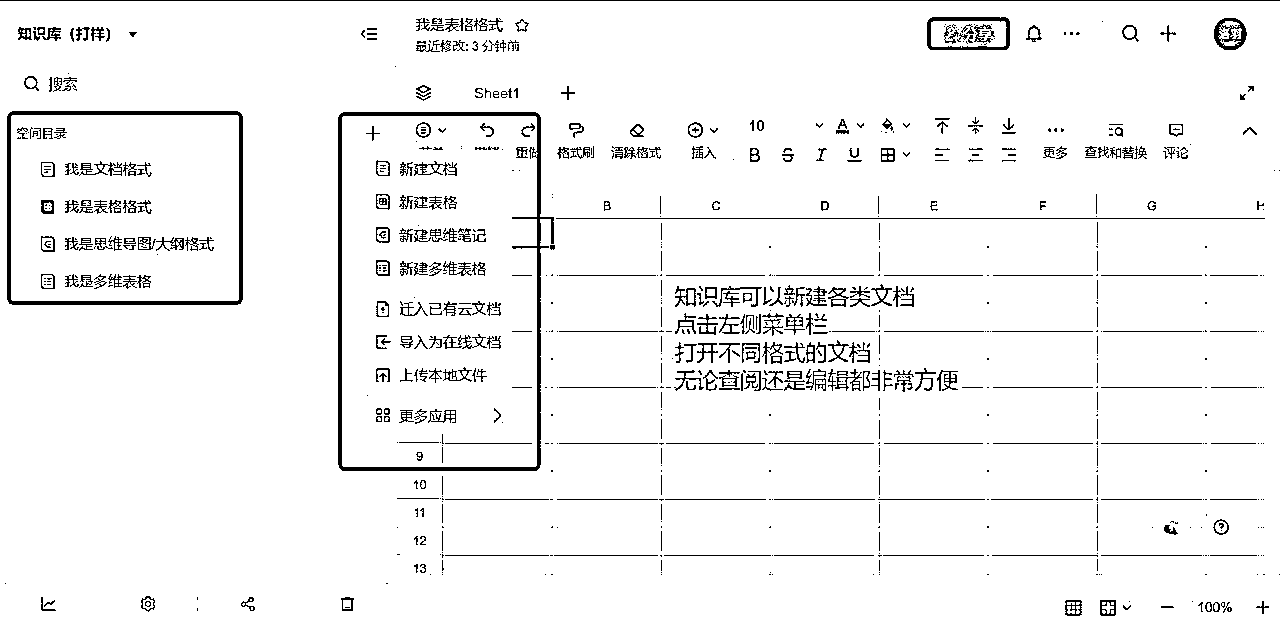 知识库（打样）
我是表格格式
最近修改: 3 分钟前
搜索
Sheet1
空间目录
我是文档格式
我是表格格式
我是思维导图/大纲格式
我是多维表格
新建文档
新建表格
新建思维笔记
新建多维表格
迁入已有云文档
导入为在线文档
上传本地文件
更多应用
格式刷
清除格式
插入
10
A
B S I U
更多
查找和替换
评论
B C D E F G H
知识库可以新建各类文档
点击左侧菜单栏
打开不同格式的文档
无论查阅还是编辑都非常方便
9
10
11
12
13
100%